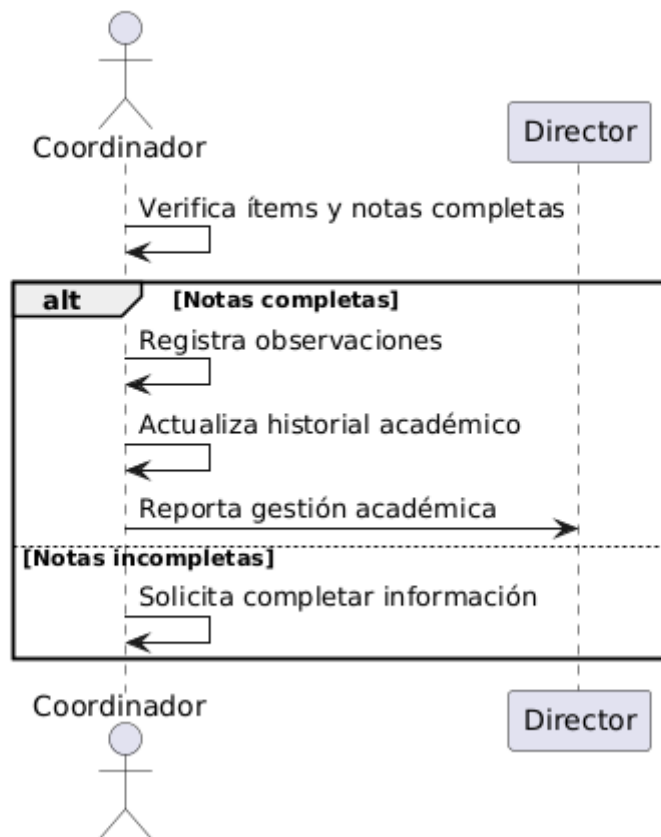 Coordinador
Director
Verifica ítems y notas completas
alt [Notas completas]
Registra observaciones
Actualiza historial académico
Reporta gestión académica
[Notas incompletas]
Solicita completar información
Coordinador
Director